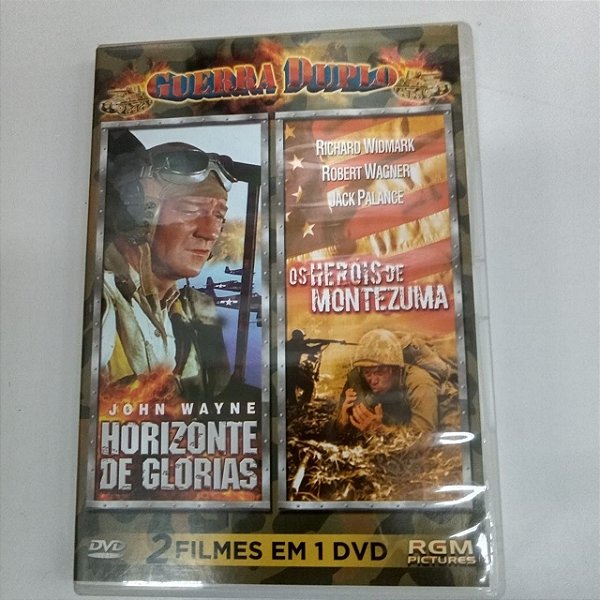 GUERRA DUPLO
RICHARD WIDMARK
ROBERT WAGNER
JACK PALANCE
OS HERÓIS DE
MONTEZUMA
JOHN WAYNE
HORIZONTE
DE GLÓRIAS
DVD
2 FILMES EM 1 DVD
RGM
PICTURES